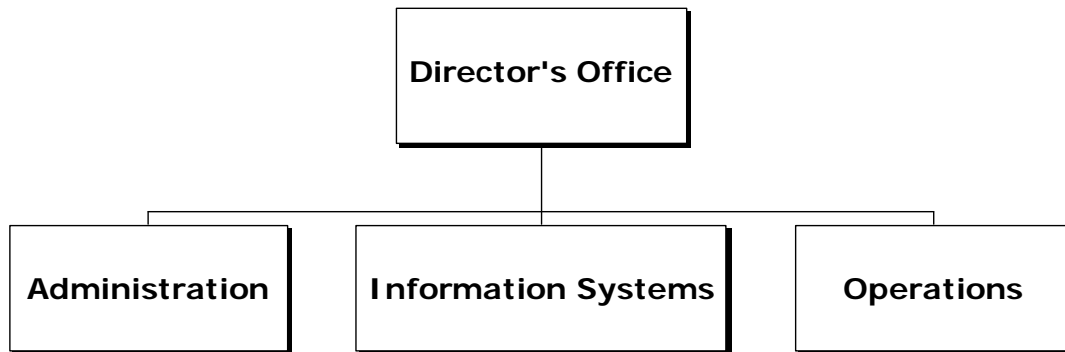 Director's Office
Administration
Information Systems
Operations